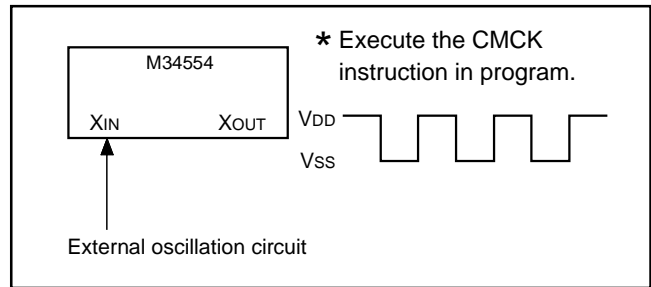 * Execute the CMCK
instruction in program.
M34554
XIN XOUT
VDD
VSS
External oscillation circuit